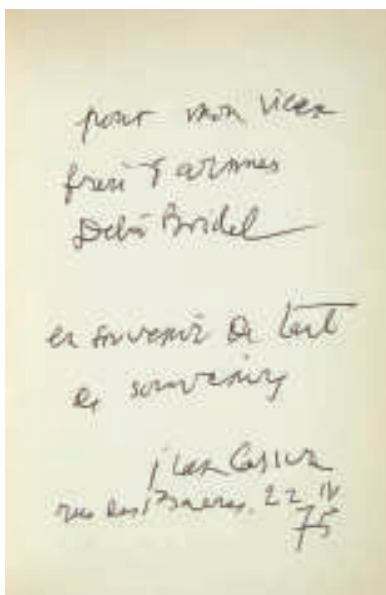 pour mon vieux
frère d'armes
Debû Bridel
en souvenir de tant
de souvenirs
Jean Cassou
rue des 22 IV
75